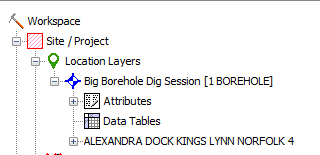 Workspace
Site / Project
Location Layers
Big Borehole Dig Session [1 BOREHOLE]
Attributes
Data Tables
ALEXANDRA DOCK KINGS LYNN NORFOLK 4